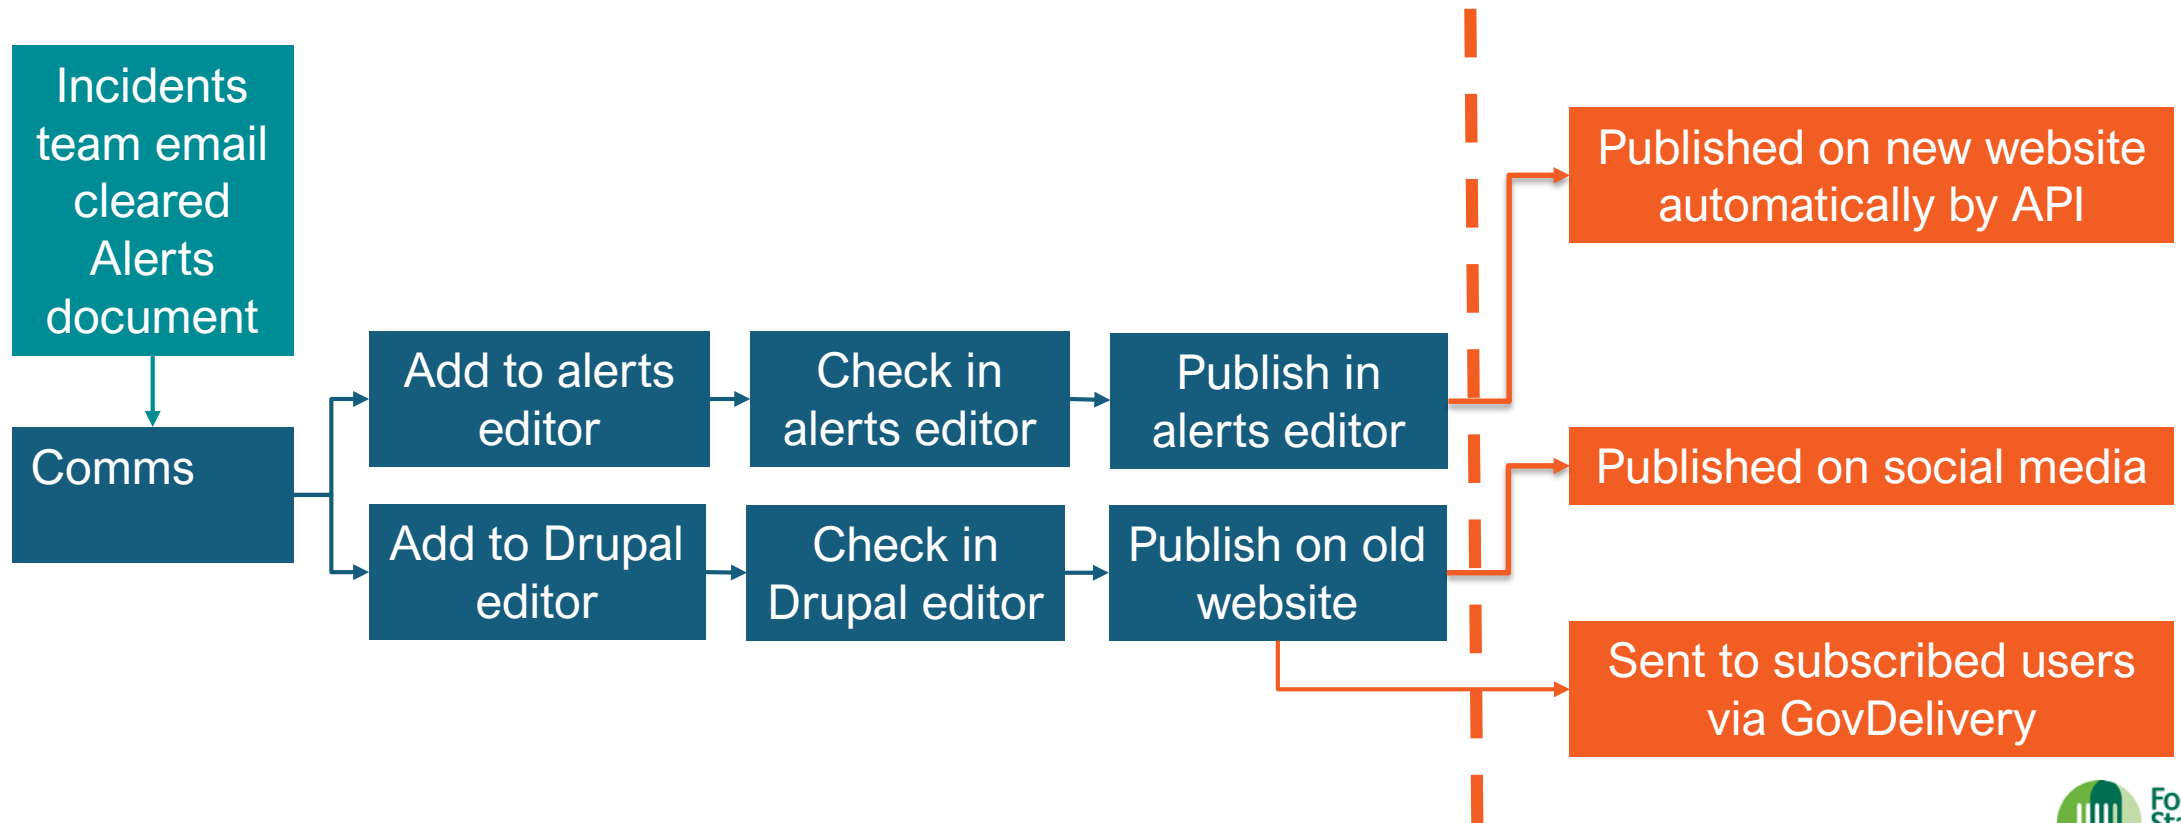 Incidents
team email
cleared
Alerts
document
Comms
Add to alerts
editor
Check in
alerts editor
Publish in
alerts editor
Add to Drupal
editor
Check in
Drupal editor
Publish on old
website
Published on new website
automatically by API
Published on social media
Sent to subscribed users
via GovDelivery